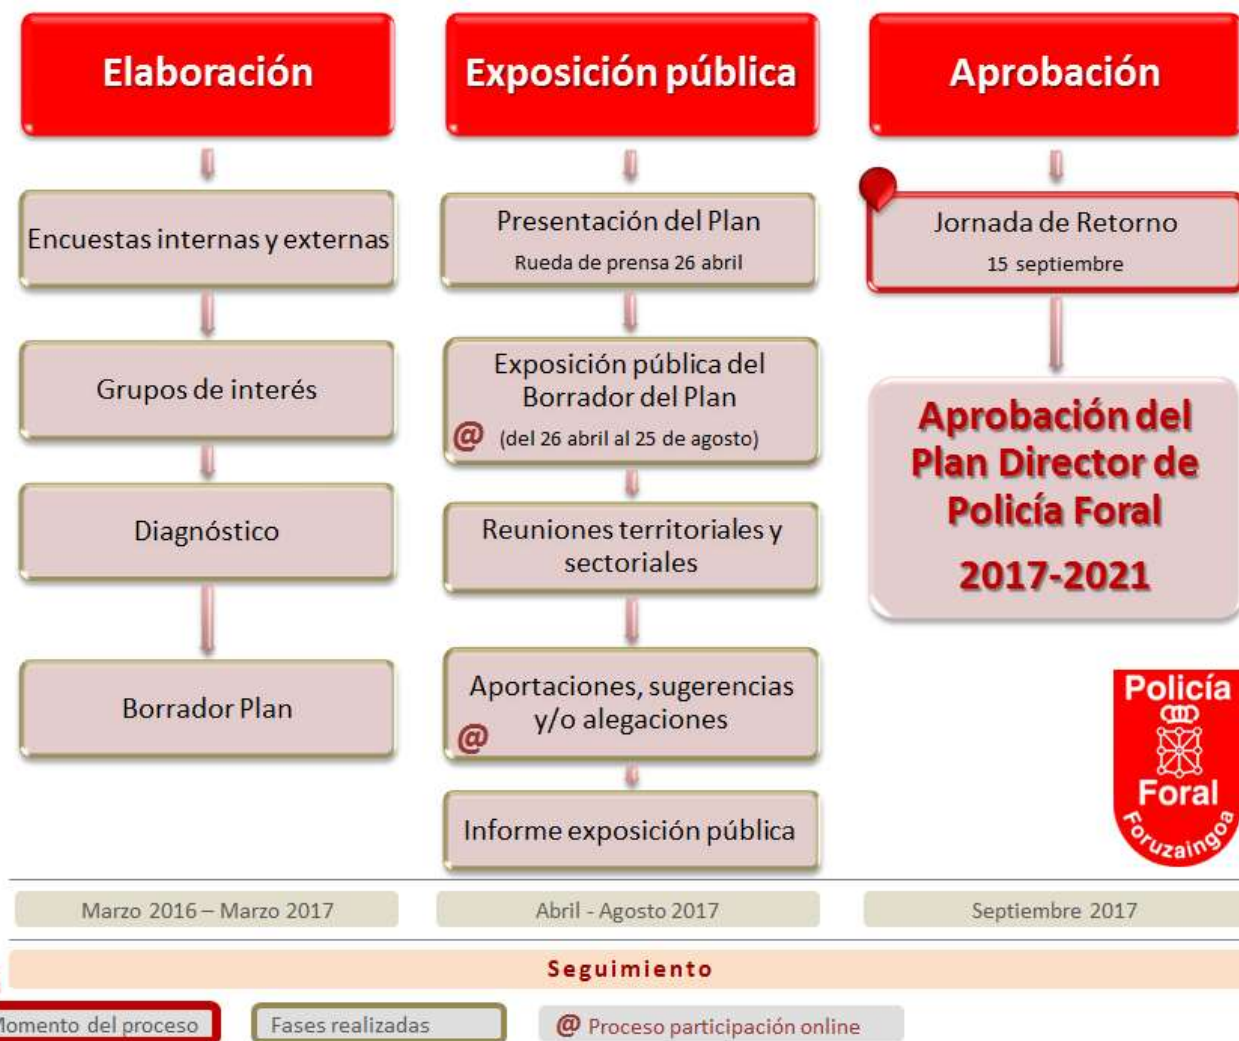 Elaboración
Encuestas internas y externas
Grupos de interés
Diagnóstico
Borrador Plan
Exposición pública
Presentación del Plan
Rueda de prensa 26 abril
Exposición pública del
Borrador del Plan
@ (del 26 abril al 25 de agosto)
Reuniones territoriales y
sectoriales
Aportaciones, sugerencias
y/o alegaciones
@
Informe exposición pública
Aprobación
Jornada de Retorno
15 septiembre
Aprobación del
Plan Director de
Policía Foral
2017-2021
Policía
Foral
Foruzaingoa
Marzo 2016 – Marzo 2017
Abril - Agosto 2017
Septiembre 2017
Seguimiento
Momento del proceso
Fases realizadas
@ Proceso participación online